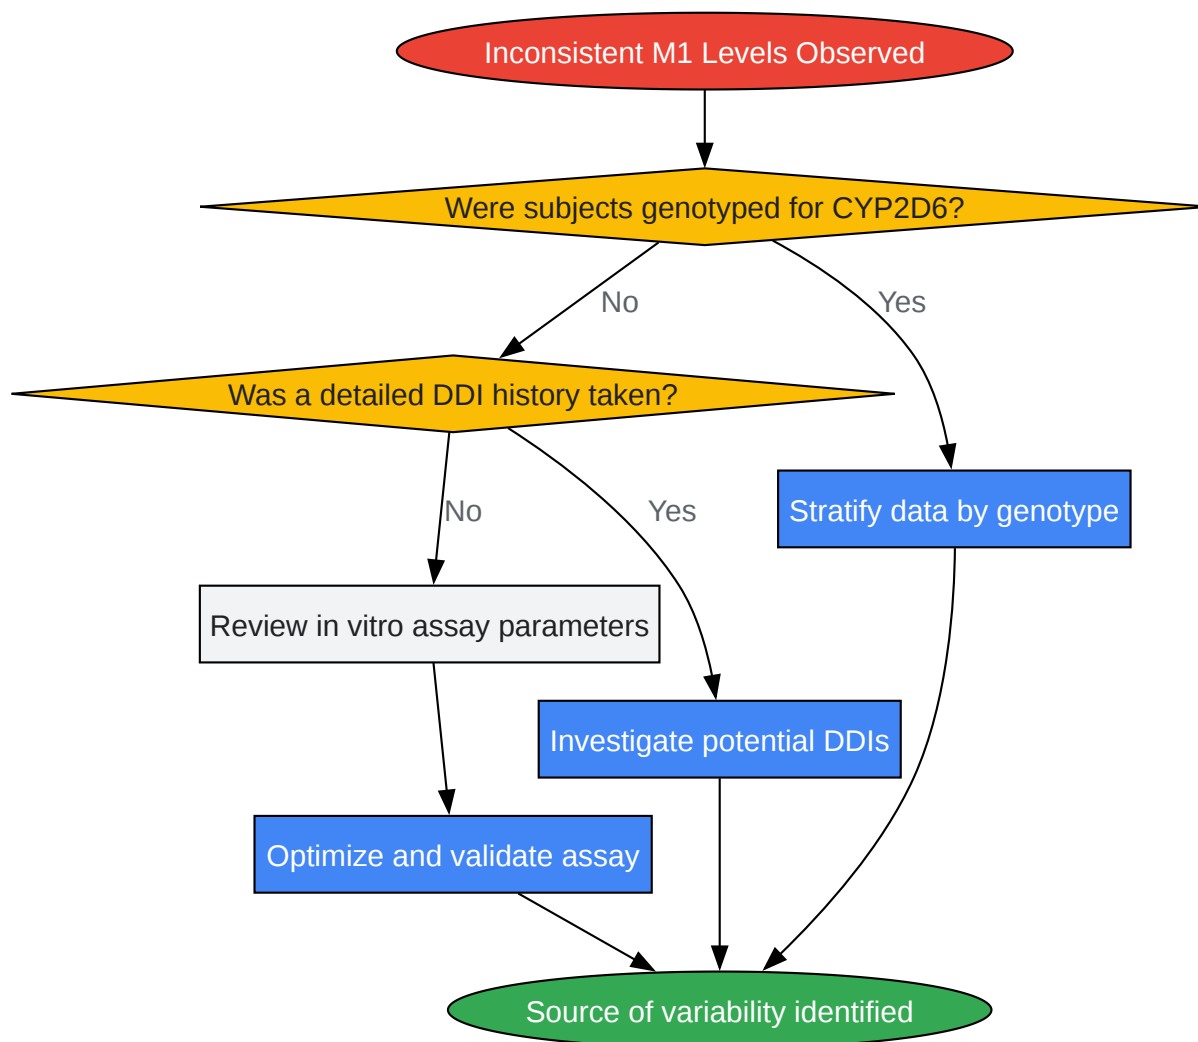 Inconsistent M1 Levels Observed
Were subjects genotyped for CYP2D6?
No
Yes
Was a detailed DDI history taken?
No
Yes
Stratify data by genotype
Review in vitro assay parameters
Investigate potential DDIs
Optimize and validate assay
Source of variability identified